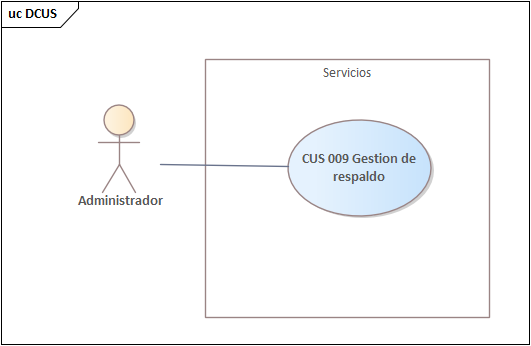 uc DCUS
Servicios
CUS 009 Gestion de
respaldo
Administrador